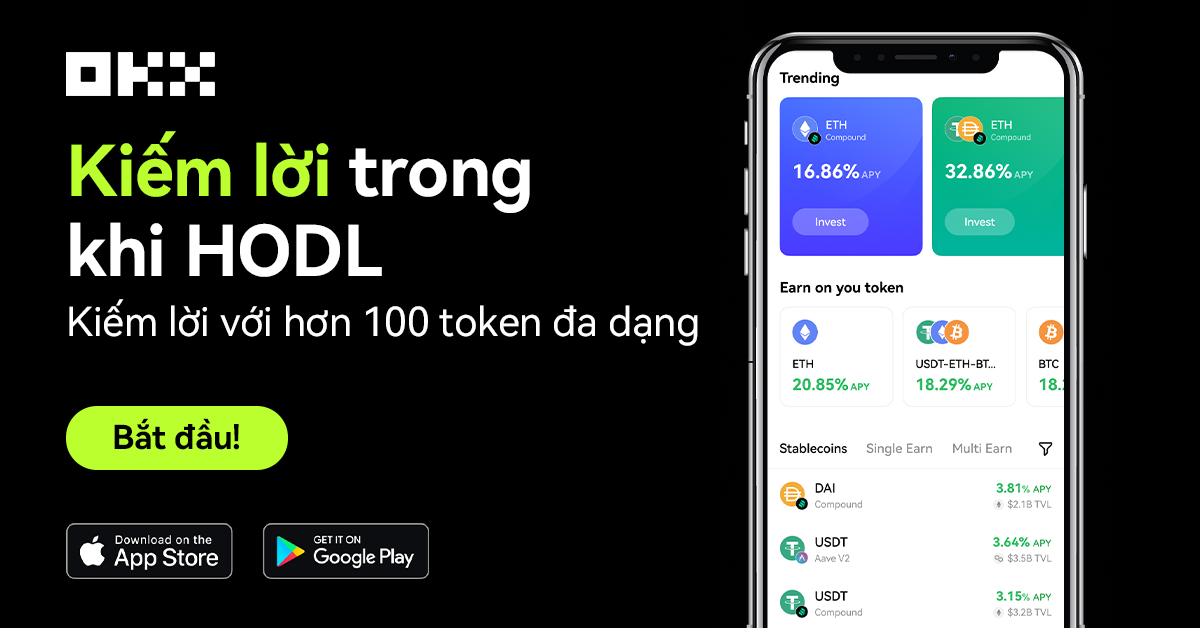 OKX
Kiếm lời trong
khi HODL
Kiếm lời với hơn 100 token đa dạng
Bắt đầu!
Download on the
App Store
GET IT ON
Google Play
Trending
ETH
Compound
16.86% APY
Invest
ETH
Compound
32.86% APY
Invest
Earn on you token
ETH
20.85% APY
USDT-ETH-BT...
18.29% APY
BTC
18.
Stablecoins Single Earn Multi Earn
DAI 3.81% APY
Compound $2.1B TVL
USDT 3.64% APY
Aave V2 $3.5B TVL
USDT 3.15% APY
Compound $3.2B TVL